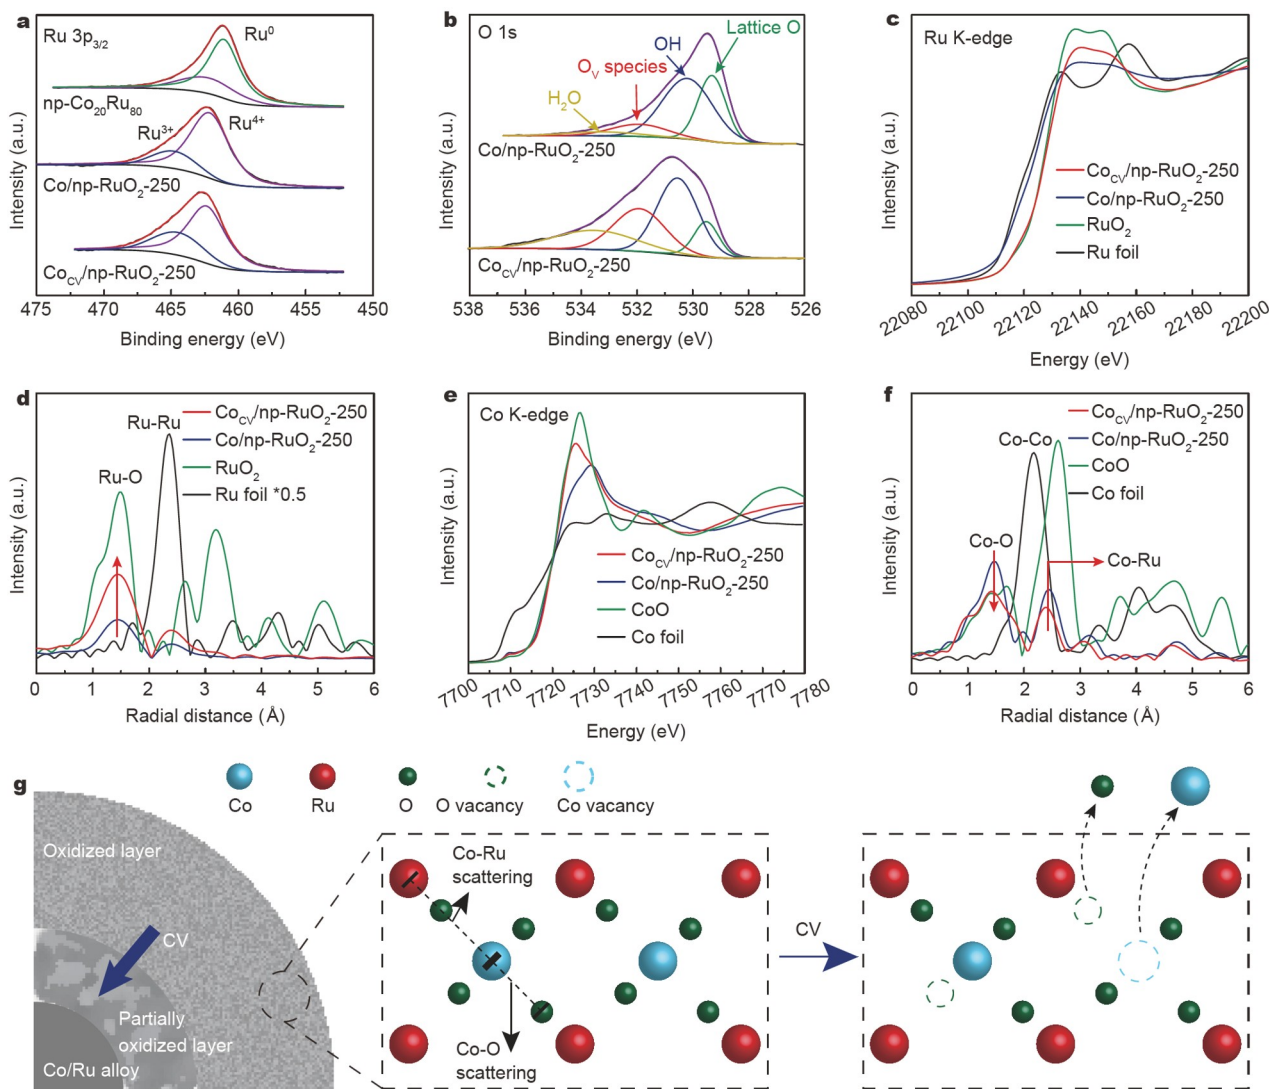 a
Ru 3p3/2
Ru0
np-Co20Ru80
Ru3+
Ru4+
Co/np-RuO2-250
CoCV/np-RuO2-250
Intensity (a.u.)
475 470 465 460 455 450
Binding energy (eV)
b
O 1s
Lattice O
OH
OV species
H2O
Co/np-RuO2-250
CoCV/np-RuO2-250
Intensity (a.u.)
538 536 534 532 530 528 526
Binding energy (eV)
c
Ru K-edge
CoCV/np-RuO2-250
Co/np-RuO2-250
RuO2
Ru foil
Intensity (a.u.)
22080 22100 22120 22140 22160 22180 22200
Energy (eV)
d
Ru-Ru
Ru-O
CoCV/np-RuO2-250
Co/np-RuO2-250
RuO2
Ru foil *0.5
Intensity (a.u.)
0 1 2 3 4 5 6
Radial distance (Å)
e
Co K-edge
CoCV/np-RuO2-250
Co/np-RuO2-250
CoO
Co foil
Intensity (a.u.)
7700 7710 7720 7730 7740 7750 7760 7770 7780
Energy (eV)
f
CoCV/np-RuO2-250
Co/np-RuO2-250
CoO
Co foil
Co-Co
Co-O
Co-Ru
Intensity (a.u.)
0 1 2 3 4 5 6
Radial distance (Å)
g
Co Ru O O vacancy Co vacancy
Oxidized layer
CV
Partially
oxidized layer
Co/Ru alloy
Co-Ru
scattering
Co-O
scattering
CV